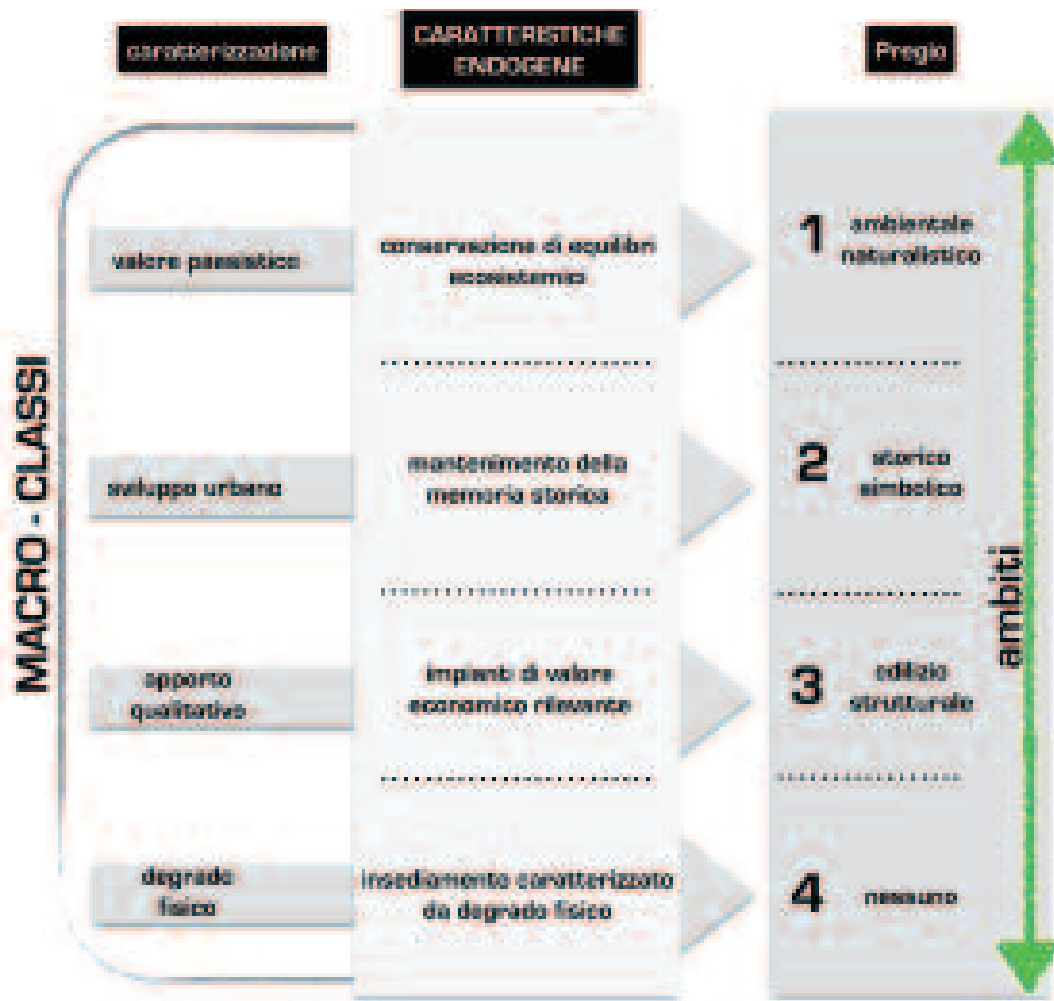 caratterizzazione
CARATTERISTICHE
ENDOGENE
Pregio
MACRO - CLASSI
valore paesistico
conservazione di equilibri
ecosistemici
1 ambientale
naturalistico
sviluppo urbano
mantenimento della
memoria storica
2 storico
simbolico
apporto
qualitativo
impianti di valore
economico rilevante
3 edilizio
strutturale
degrado
fisico
insediamento caratterizzato
da degrado fisico
4 nessuno
ambiti